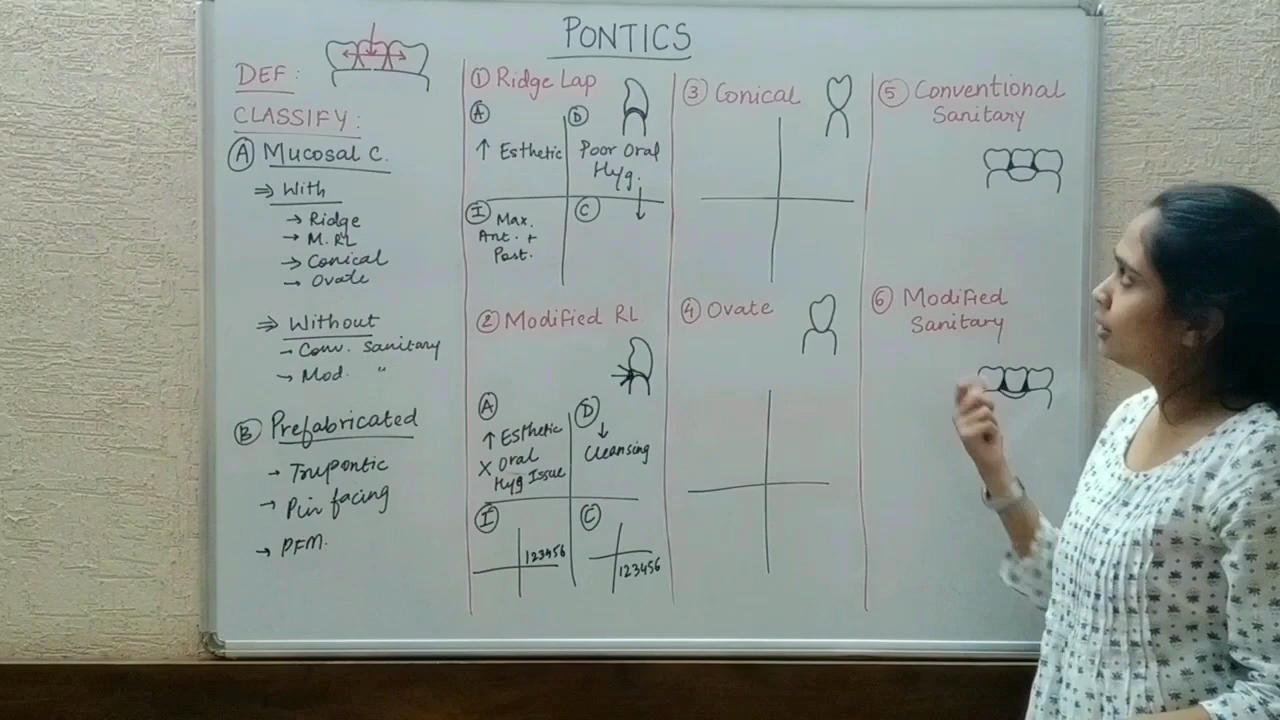 PONTICS
DEF:
CLASSIFY:
Ⓐ Mucosal C.
⇒ With
→ Ridge
→ M. RL
→ Conical
→ Ovate
⇒ Without
→ Conv. Sanitary
→ Mod. "
Ⓑ Prefabricated
→ Trupontic
→ Pin facing
→ PFM.
① Ridge Lap
Ⓐ
↑ Esthetic
Ⓓ
Poor Oral
Hyg.
↓
Ⓘ Max.
Ant. +
Post.
Ⓒ
② Modified RL
Ⓐ
↑ Esthetic
X Oral
Hyg Issue
Ⓓ
↓
Cleansing
Ⓘ
123456
Ⓒ
123456
③ Conical
④ Ovate
⑤ Conventional
Sanitary
⑥ Modified
Sanitary